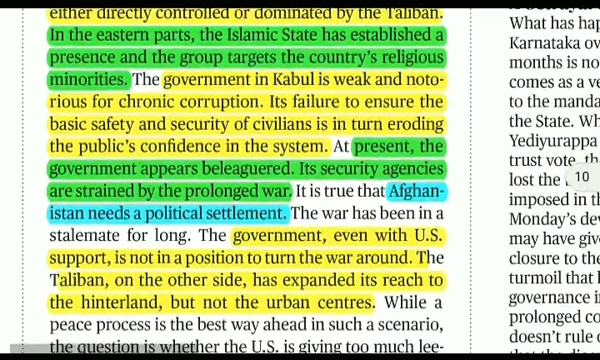 either directly controlled or dominated by the Taliban.
In the eastern parts, the Islamic State has established a
presence and the group targets the country's religious
minorities. The government in Kabul is weak and noto-
rious for chronic corruption. Its failure to ensure the
basic safety and security of civilians is in turn eroding
the public's confidence in the system. At present, the
government appears beleaguered. Its security agencies
are strained by the prolonged war. It is true that Afghan-
istan needs a political settlement. The war has been in a
stalemate for long. The government, even with U.S.
support, is not in a position to turn the war around. The
Taliban, on the other side, has expanded its reach to
the hinterland, but not the urban centres. While a
peace process is the best way ahead in such a scenario,
the question is whether the U.S. is giving too much lee-
What has hap
Karnataka ov
months is no
comes as a ve
to the manda
the State. Wh
Yediyurappa
trust vote, th
lost the
10
imposed in th
Monday's dev
may have give
closure to the
turmoil that h
governance in
prolonged co
doesn't rule o